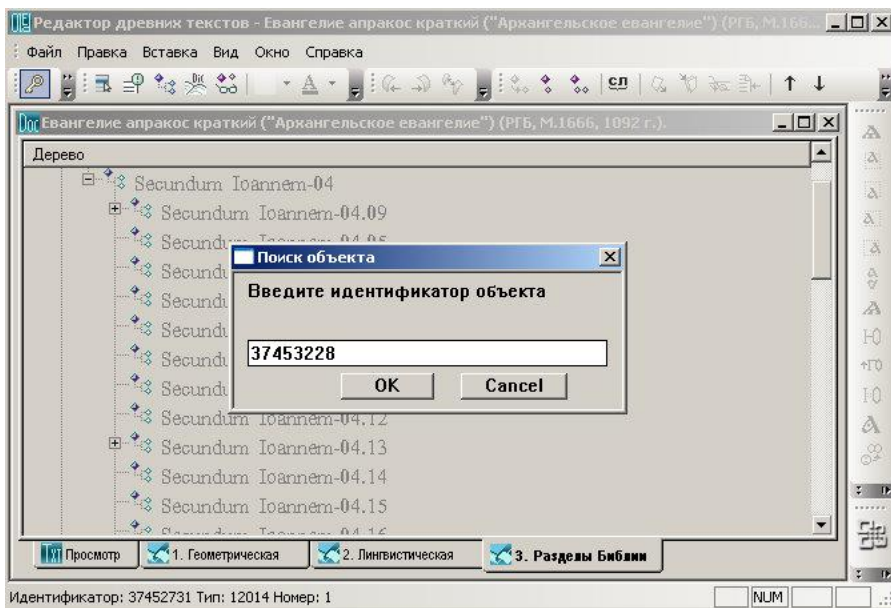 Редактор древних текстов - Евангелие апракос краткий ("Архангельское евангелие") (РГБ, М.166...
Файл Правка Вставка Вид Окно Справка
Евангелие апракос краткий ("Архангельское евангелие") (РГБ, М.1666, 1092 г.).
Дерево
Secundum Ioannem-04
Secundum Ioannem-04.09
Поиск объекта
Введите идентификатор объекта
37453228
OK Cancel
Secundum Ioannem-04.12
Secundum Ioannem-04.13
Secundum Ioannem-04.14
Secundum Ioannem-04.15
Просмотр 1. Геометрическая 2. Лингвистическая 3. Разделы Библии
Идентификатор: 37452731 Тип: 12014 Номер: 1 NUM